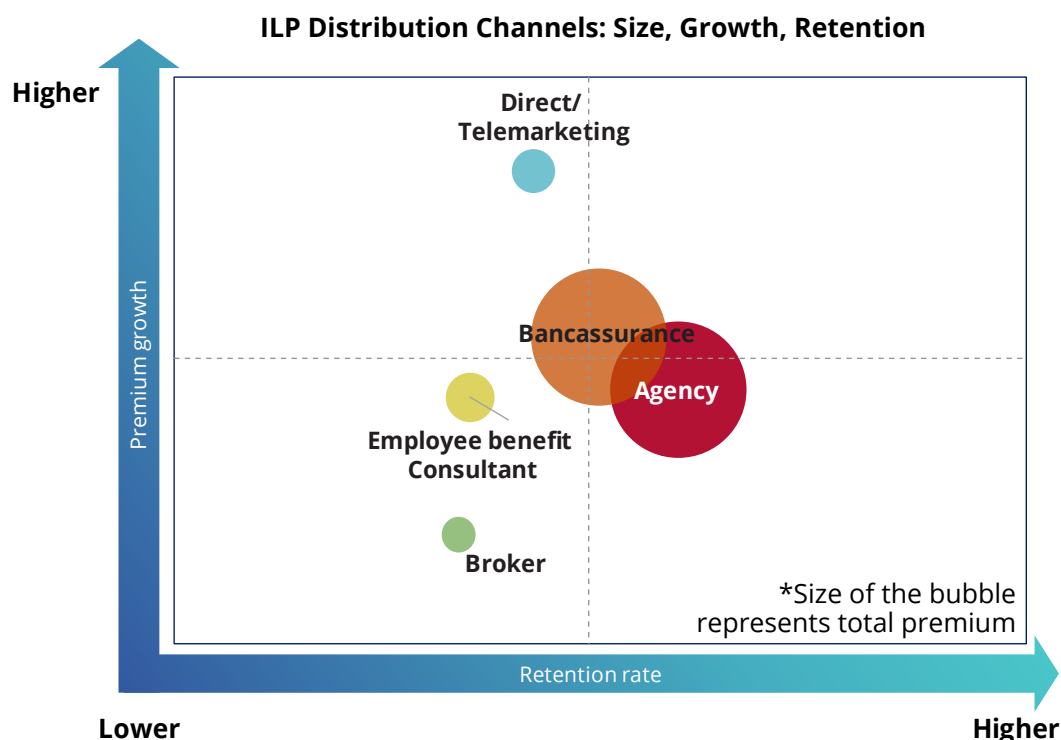 ILP Distribution Channels: Size, Growth, Retention
Higher
Direct/
Telemarketing
Premium growth
Bancassurance
Agency
Employee benefit
Consultant
Broker
*Size of the bubble
represents total premium
Retention rate
Lower
Higher